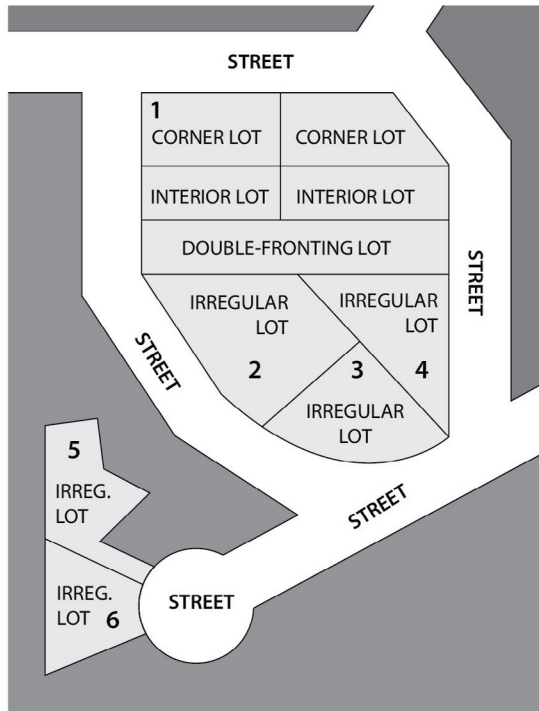 STREET
1
CORNER LOT
CORNER LOT
INTERIOR LOT
INTERIOR LOT
DOUBLE-FRONTING LOT
STREET
IRREGULAR
LOT
2
IRREGULAR
LOT
4
STREET
3
IRREGULAR
LOT
5
IRREG.
LOT
STREET
IRREG.
LOT 6
STREET